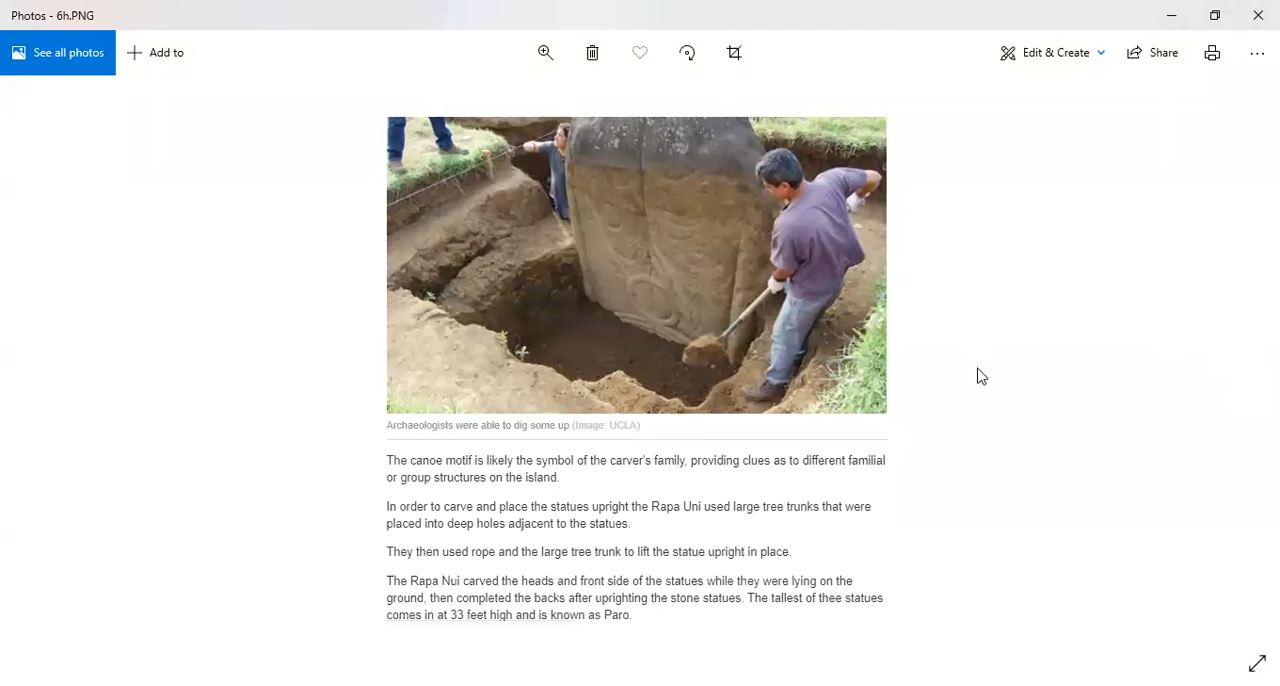 Photos - 6h.PNG
See all photos
Add to
Edit & Create
Share
Archaeologists were able to dig some up (Image: UCLA)
The canoe motif is likely the symbol of the carver's family, providing clues as to different familial
or group structures on the island.
In order to carve and place the statues upright the Rapa Uni used large tree trunks that were
placed into deep holes adjacent to the statues.
They then used rope and the large tree trunk to lift the statue upright in place.
The Rapa Nui carved the heads and front side of the statues while they were lying on the
ground, then completed the backs after uprighting the stone statues. The tallest of thee statues
comes in at 33 feet high and is known as Paro.